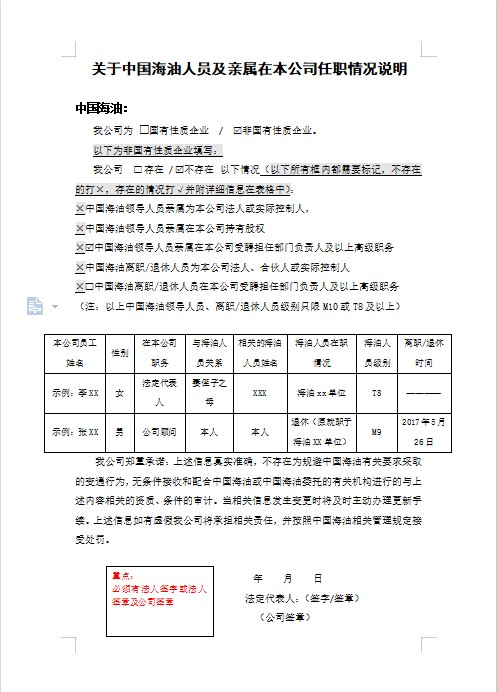 关于中国海油人员及亲属在本公司任职情况说明
中国海油：
我公司为 □国有性质企业 / ☑非国有性质企业。
以下为非国有性质企业填写：
我公司 □存在 / ☑不存在 以下情况（以下所有框内都需要标记，不存在
的打×，存在的情况打√并附详细信息在表格中）：
×中国海油领导人员亲属为本公司法人或实际控制人，
×中国海油领导人员亲属在本公司持有股权
×☑中国海油领导人员亲属在本公司受聘担任部门负责人及以上高级职务
×中国海油离职/退休人员为本公司法人、合伙人或实际控制人
×□中国海油离职/退休人员在本公司受聘担任部门负责人及以上高级职务
（注：以上中国海油领导人员、离职/退休人员级别只限M10或T8及以上）
本公司员工姓名 性别 在本公司职务 与海油人员关系 相关的海油人员姓名 海油人员在职情况 海油人员级别 离职/退休时间
示例：李XX 女 法定代表人 妻侄子之母 XXX 海油xx单位 T8 ————
示例：张XX 男 公司顾问 本人 本人 退休（原就职于海油XX单位） M9 2017年5月26日
我公司郑重承诺：上述信息真实准确，不存在为规避中国海油有关要求采取
的变通行为，无条件接收和配合中国海油或中国海油委托的有关机构进行的与上
述内容相关的资质、条件的审计。当相关信息发生变更时将及时主动办理更新手
续。上述信息如有虚假我公司将承担相关责任，并按照中国海油相关管理规定接
受处罚。
重点：
必须有法人签字或法人
签章及公司签章
年 月 日
法定代表人：（签字/签章）
（公司签章）